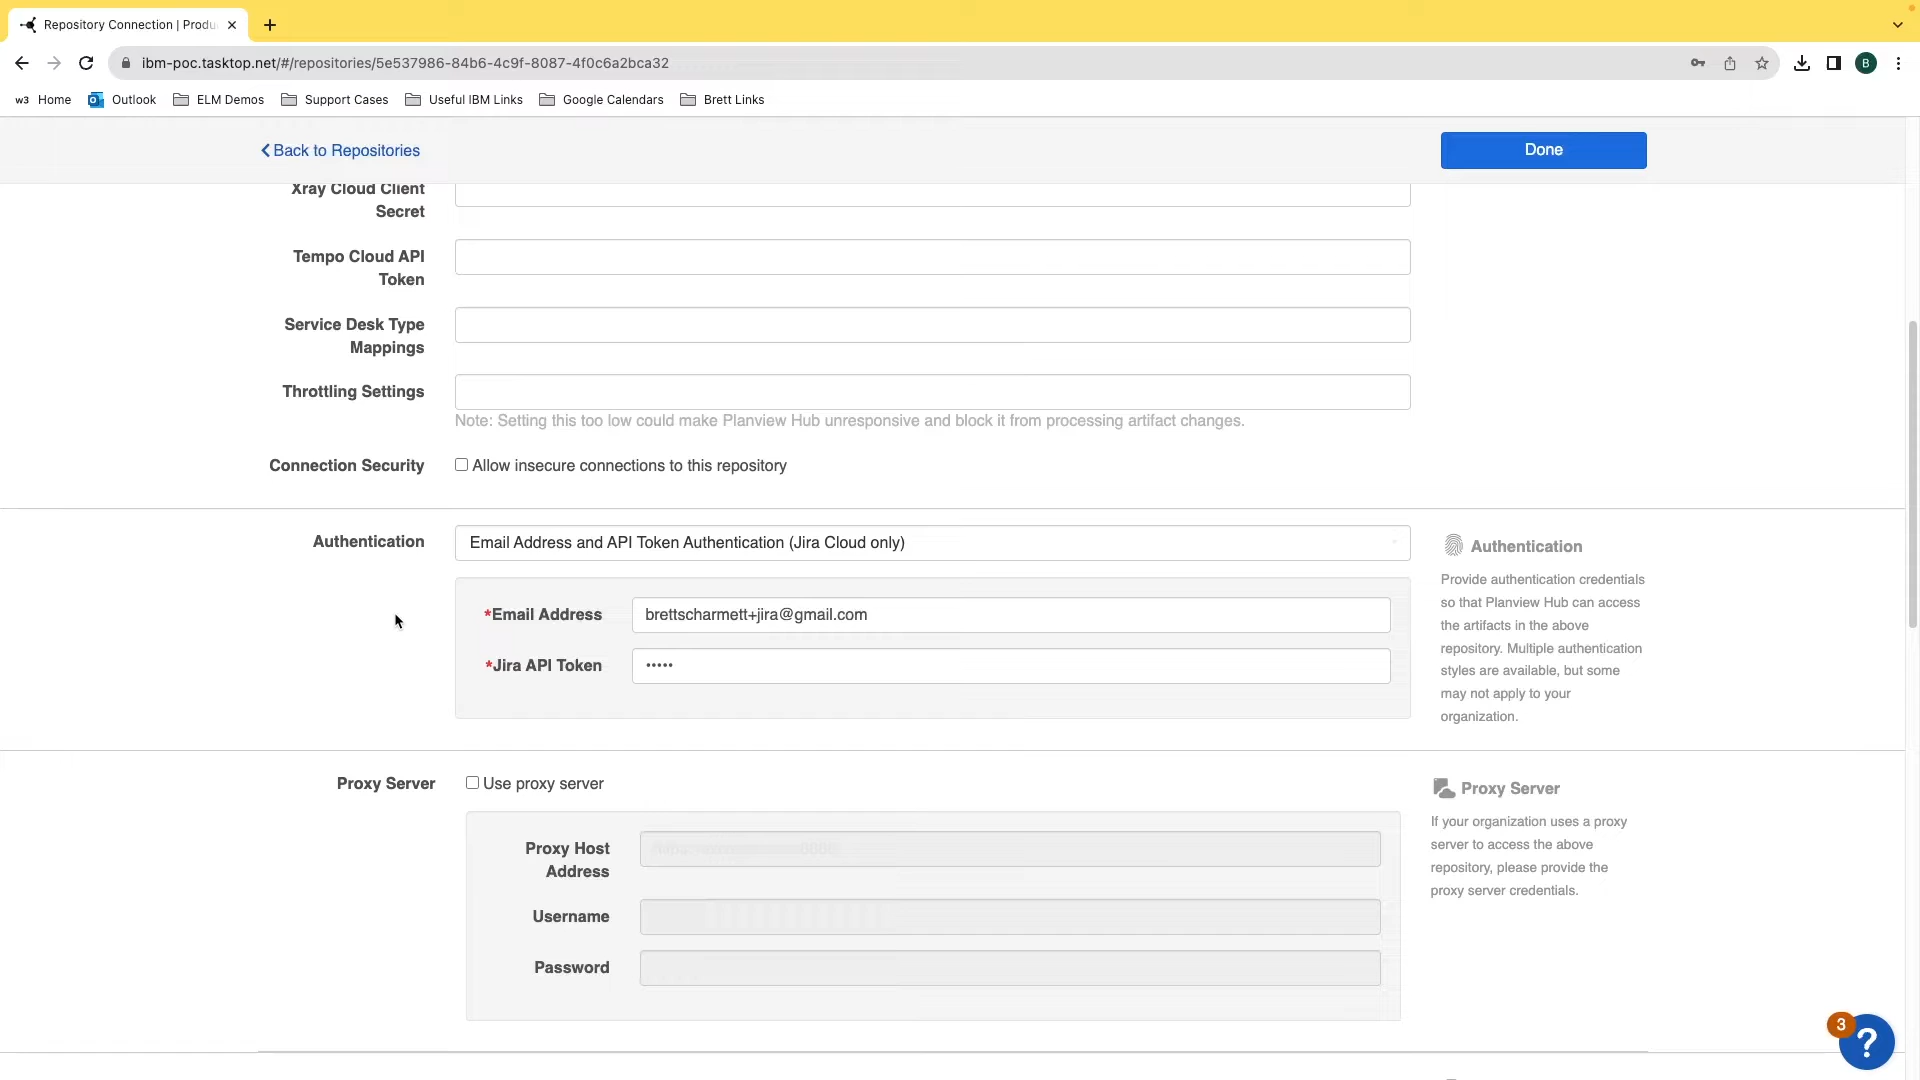 Repository Connection | Produ
ibm-poc.tasktop.net/#/repositories/5e537986-84b6-4c9f-8087-4f0c6a2bca32
B
w3 Home Outlook ELM Demos Support Cases Useful IBM Links Google Calendars Brett Links
Back to Repositories
Done
Xray Cloud Client
Secret
Tempo Cloud API
Token
Service Desk Type
Mappings
Throttling Settings
Note: Setting this too low could make Planview Hub unresponsive and block it from processing artifact changes.
Connection Security
Allow insecure connections to this repository
Authentication
Email Address and API Token Authentication (Jira Cloud only)
*Email Address
brettscharmett+jira@gmail.com
*Jira API Token
•••••
Authentication
Provide authentication credentials
so that Planview Hub can access
the artifacts in the above
repository. Multiple authentication
styles are available, but some
may not apply to your
organization.
Proxy Server
Use proxy server
Proxy Host
Address
Username
Password
Proxy Server
If your organization uses a proxy
server to access the above
repository, please provide the
proxy server credentials.
3
?